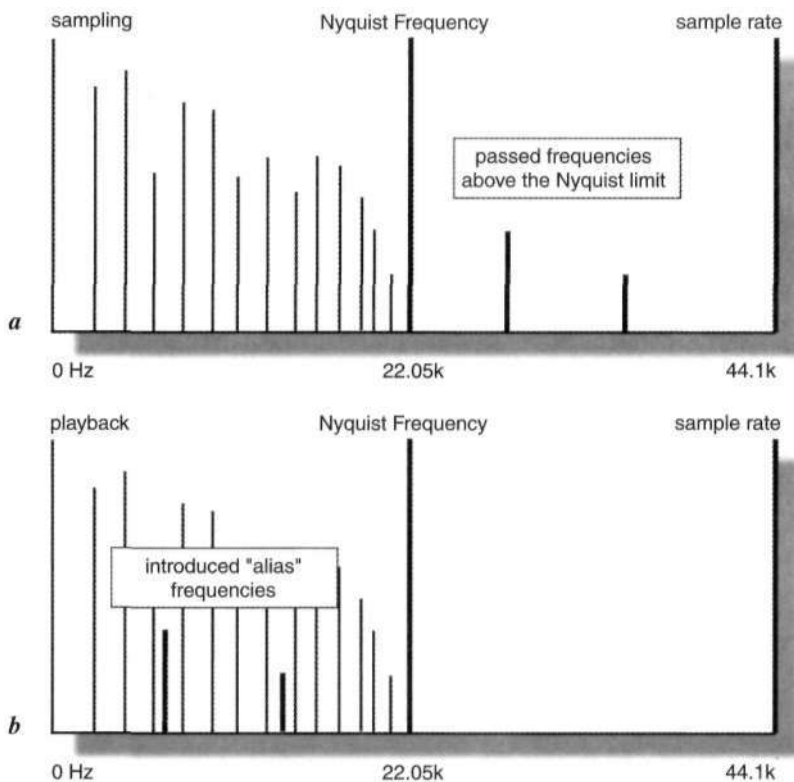 sampling Nyquist Frequency sample rate
passed frequencies
above the Nyquist limit
a
0 Hz 22.05k 44.1k
playback Nyquist Frequency sample rate
introduced "alias"
frequencies
b
0 Hz 22.05k 44.1k